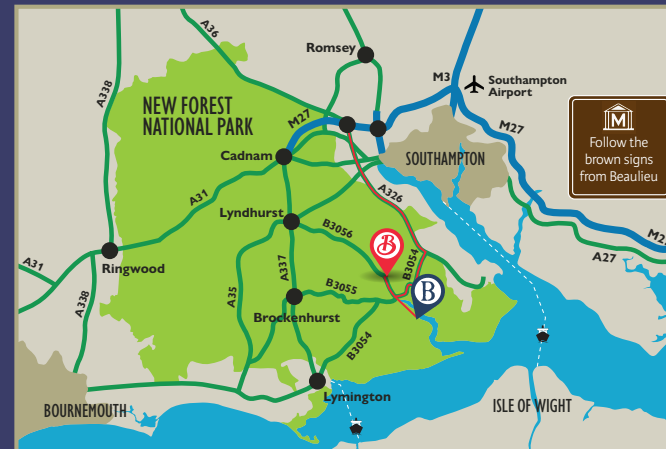 A36
A338
Romsey
M3
Southampton
Airport
NEW FOREST
NATIONAL PARK
M27
M27
M
Follow the
brown signs
from Beaulieu
Cadnam
SOUTHAMPTON
A31
A326
Lyndhurst
B3056
M27
A27
B
B3054
A31
Ringwood
A337
A338
A35
B3055
B
Brockenhurst
B3054
Lymington
BOURNEMOUTH
ISLE OF WIGHT